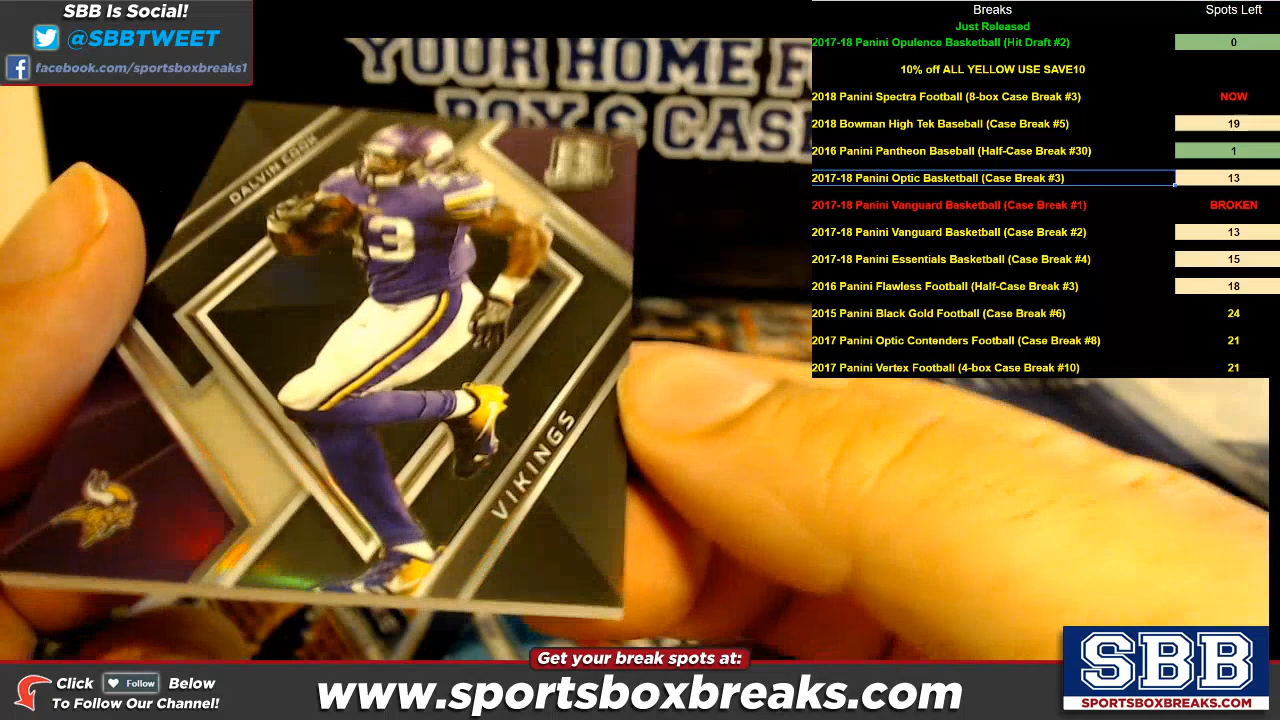 SBB Is Social!
@SBBTWEET
facebook.com/sportsboxbreaks1
YOUR HOME F
BOX & CASE
DALVIN COOK
3
VIKINGS
Breaks Spots Left
Just Released
2017-18 Panini Opulence Basketball (Hit Draft #2) 0
10% off ALL YELLOW USE SAVE10
2018 Panini Spectra Football (8-box Case Break #3) NOW
2018 Bowman High Tek Baseball (Case Break #5) 19
2016 Panini Pantheon Baseball (Half-Case Break #30) 1
2017-18 Panini Optic Basketball (Case Break #3) 13
2017-18 Panini Vanguard Basketball (Case Break #1) BROKEN
2017-18 Panini Vanguard Basketball (Case Break #2) 13
2017-18 Panini Essentials Basketball (Case Break #4) 15
2016 Panini Flawless Football (Half-Case Break #3) 18
2015 Panini Black Gold Football (Case Break #6) 24
2017 Panini Optic Contenders Football (Case Break #8) 21
2017 Panini Vertex Football (4-box Case Break #10) 21
Get your break spots at:
Click Follow Below
To Follow Our Channel!
www.sportsboxbreaks.com
SBB
SPORTSBOXBREAKS.COM